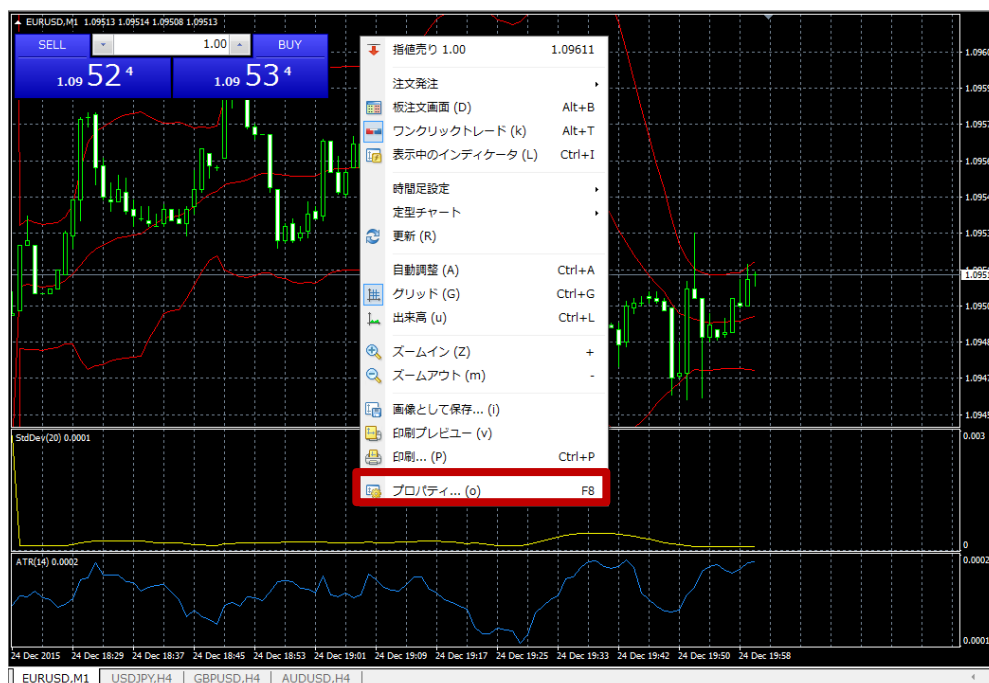 EURUSD,M1 1.09513 1.09514 1.09508 1.09513
SELL 1.00 BUY
1.09 52 4 1.09 53 4
指値売り 1.00 1.09611
注文発注
板注文画面 (D) Alt+B
ワンクリックトレード (k) Alt+T
表示中のインディケータ (L) Ctrl+I
時間足設定
定型チャート
更新 (R)
自動調整 (A) Ctrl+A
グリッド (G) Ctrl+G
出来高 (u) Ctrl+L
ズームイン (Z) +
ズームアウト (m) -
画像として保存... (i)
印刷プレビュー (v)
印刷... (P) Ctrl+P
プロパティ... (o) F8
StdDev(20) 0.0001
0.003
0
ATR(14) 0.0002
0.0002
0.0001
24 Dec 2015 24 Dec 18:29 24 Dec 18:37 24 Dec 18:45 24 Dec 18:53 24 Dec 19:01 24 Dec 19:09 24 Dec 19:17 24 Dec 19:25 24 Dec 19:33 24 Dec 19:42 24 Dec 19:50 24 Dec 19:58
EURUSD,M1 USDJPY,H4 GBPUSD,H4 AUDUSD,H4